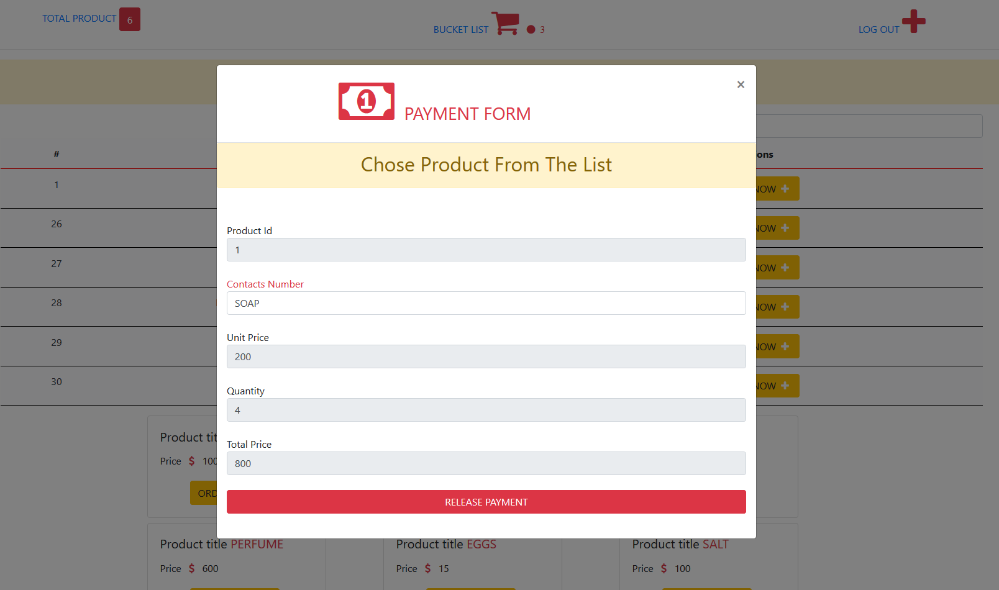 TOTAL PRODUCT 6
BUCKET LIST 3
LOG OUT
1 PAYMENT FORM
×
Chose Product From The List
#
ons
1
NOW
26
NOW
27
NOW
28
NOW
29
NOW
30
NOW
Product Id
1
Contacts Number
SOAP
Unit Price
200
Quantity
4
Total Price
800
RELEASE PAYMENT
Product tit
Price $ 100
ORD
Product title PERFUME
Price $ 600
Product title EGGS
Price $ 15
Product title SALT
Price $ 100